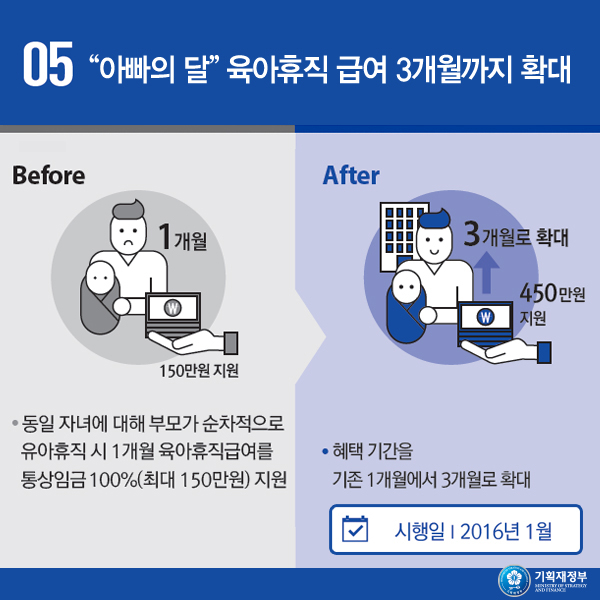 05 “아빠의 달” 육아휴직 급여 3개월까지 확대
Before
1개월
W
150만원 지원
• 동일 자녀에 대해 부모가 순차적으로
유아휴직 시 1개월 육아휴직급여를
통상임금 100%(최대 150만원) 지원
After
3개월로 확대
450만원
지원
W
• 혜택 기간을
기존 1개월에서 3개월로 확대
시행일 I 2016년 1월
기획재정부
MINISTRY OF STRATEGY
AND FINANCE